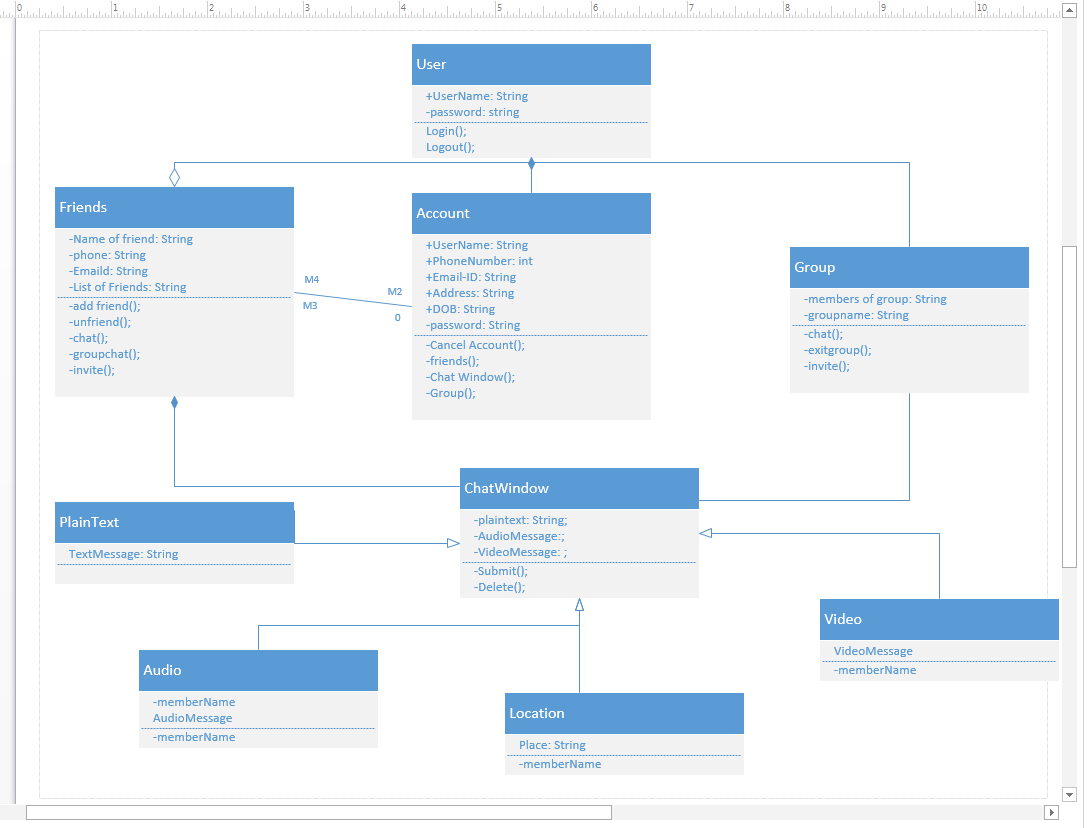 0 1 2 3 4 5 6 7 8 9 10
User
+UserName: String
-password: string
Login();
Logout();
Friends
-Name of friend: String
-phone: String
-Emaild: String
-List of Friends: String
-add friend();
-unfriend();
-chat();
-groupchat();
-invite();
M4
M3
M2
0
Account
+UserName: String
+PhoneNumber: int
+Email-ID: String
+Address: String
+DOB: String
-password: String
-Cancel Account();
-friends();
-Chat Window();
-Group();
Group
-members of group: String
-groupname: String
-chat();
-exitgroup();
-invite();
ChatWindow
-plaintext: String;
-AudioMessage:;
-VideoMessage: ;
-Submit();
-Delete();
PlainText
TextMessage: String
Video
VideoMessage
-memberName
Audio
-memberName
AudioMessage
-memberName
Location
Place: String
-memberName